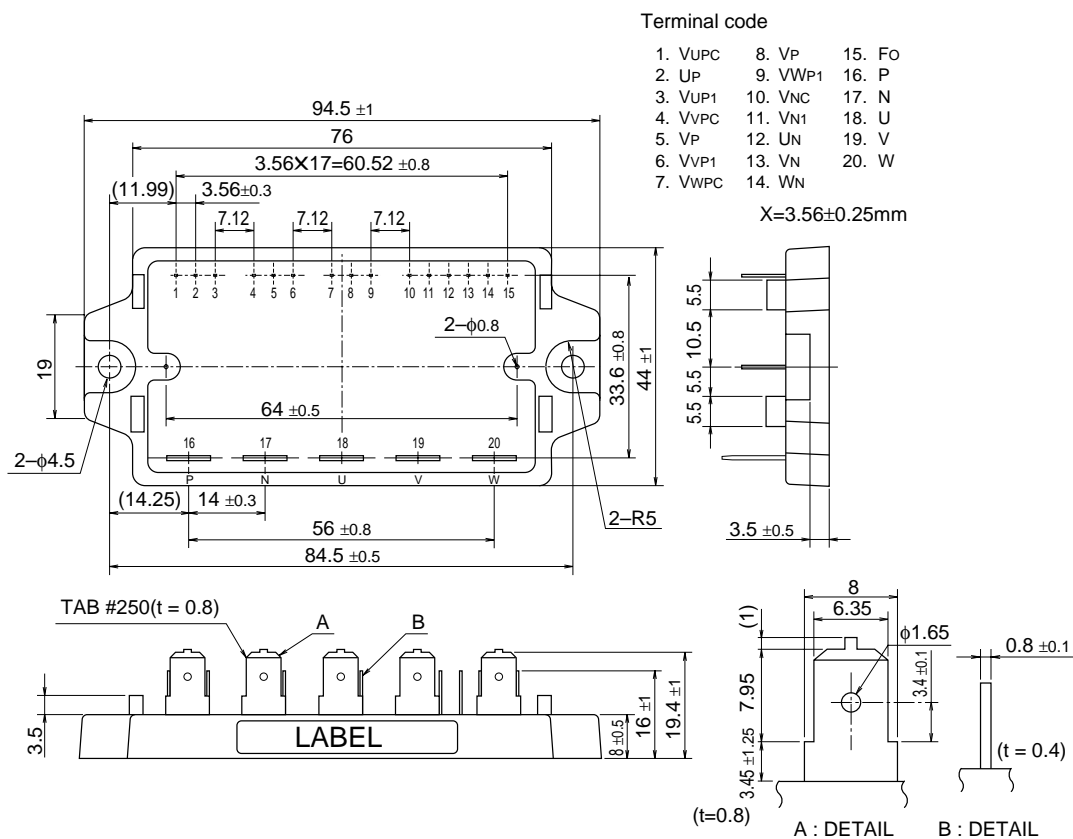 Terminal code
1. VUPC
2. UP
3. VUP1
4. VVPC
5. VP
6. VVP1
7. VWPC
8. VP
9. VWP1
10. VNC
11. VN1
12. UN
13. VN
14. WN
15. FO
16. P
17. N
18. U
19. V
20. W
X=3.56±0.25mm
94.5 ±1
76
3.56×17=60.52 ±0.8
(11.99)
3.56±0.3
7.12
7.12
7.12
1 2 3 4 5 6 7 8 9 10 11 12 13 14 15
2–ϕ0.8
19
64 ±0.5
33.6 ±0.8
44 ±1
16 17 18 19 20
P N U V W
2–ϕ4.5
(14.25)
14 ±0.3
56 ±0.8
84.5 ±0.5
2–R5
5.5
10.5
5.5
5.5
3.5 ±0.5
TAB #250(t = 0.8)
A
B
3.5
LABEL
8 ±0.5
16 ±1
19.4 ±1
8
6.35
(1)
ϕ1.65
7.95
3.4 ±0.1
3.45 ±1.25
(t=0.8)
A : DETAIL
0.8 ±0.1
(t = 0.4)
B : DETAIL